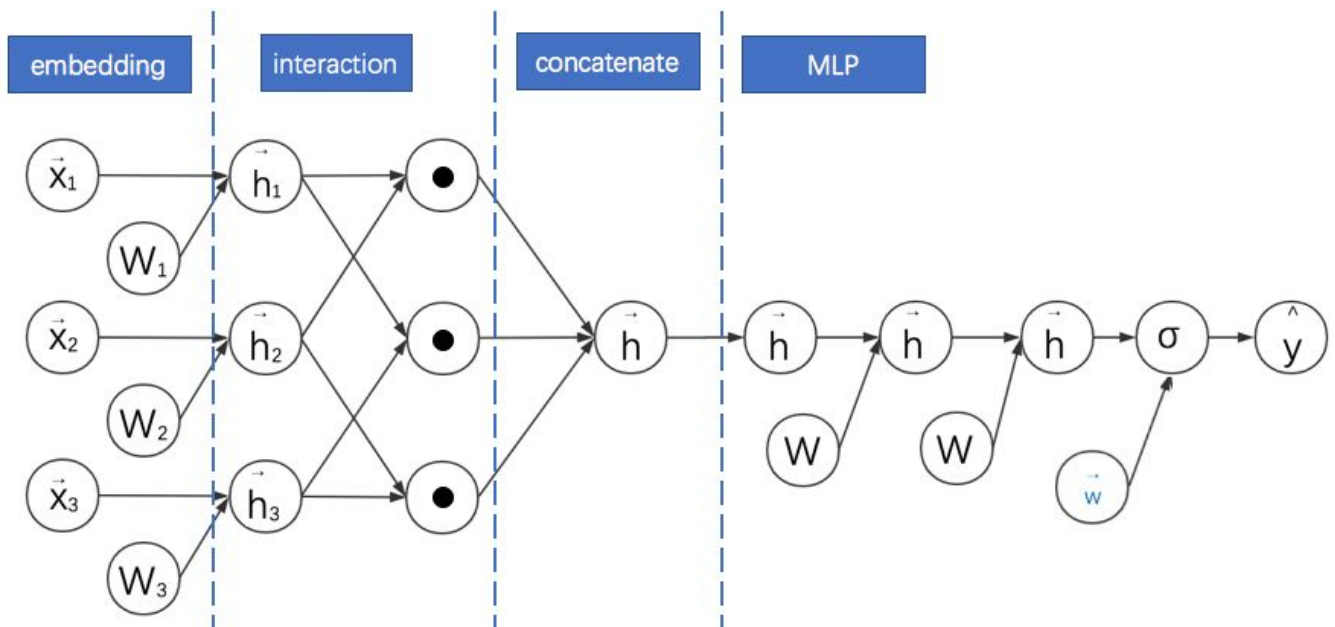 embedding
interaction
concatenate
MLP
x⃗₁
h⃗₁
●
W₁
x⃗₂
h⃗₂
●
h⃗
h⃗
h⃗
h⃗
σ
ŷ
W₂
W
W
x⃗₃
h⃗₃
●
w⃗
W₃